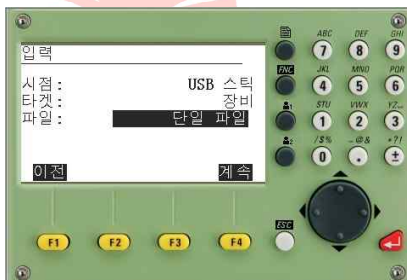 입력
시점 : USB 스틱
타겟 : 장비
파일 : 단일 파일
이전 계속
F1 F2 F3 F4
ABC DEF GHI
7 8 9
FNC JKL MNO PQR
4 5 6
STU VWX YZ_
1 2 3
/$% _@& *?!
0 . ±
ESC